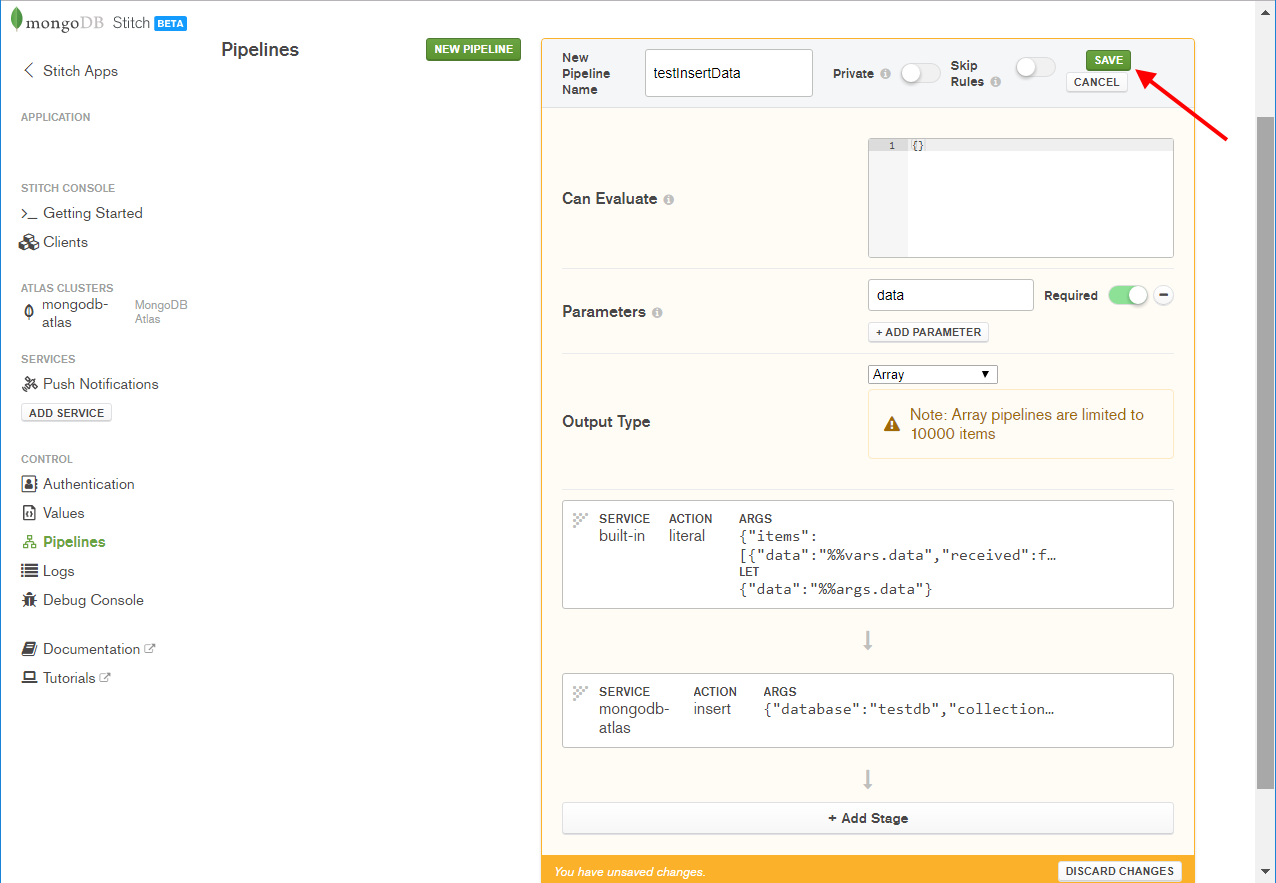 mongoDB Stitch BETA
Stitch Apps
APPLICATION
STITCH CONSOLE
Getting Started
Clients
ATLAS CLUSTERS
mongodb-
atlas
MongoDB
Atlas
SERVICES
Push Notifications
ADD SERVICE
CONTROL
Authentication
Values
Pipelines
Logs
Debug Console
Documentation
Tutorials
Pipelines
NEW PIPELINE
New
Pipeline
Name
testInsertData
Private
Skip
Rules
SAVE
CANCEL
Can Evaluate
1 {}
Parameters
data
Required
+ ADD PARAMETER
Output Type
Array
Note: Array pipelines are limited to
10000 items
SERVICE ACTION ARGS
built-in literal {"items":
[{"data":"%%vars.data","received":f…
LET
{"data":"%%args.data"}
SERVICE ACTION ARGS
mongodb- insert {"database":"testdb","collection…
atlas
+ Add Stage
You have unsaved changes.
DISCARD CHANGES